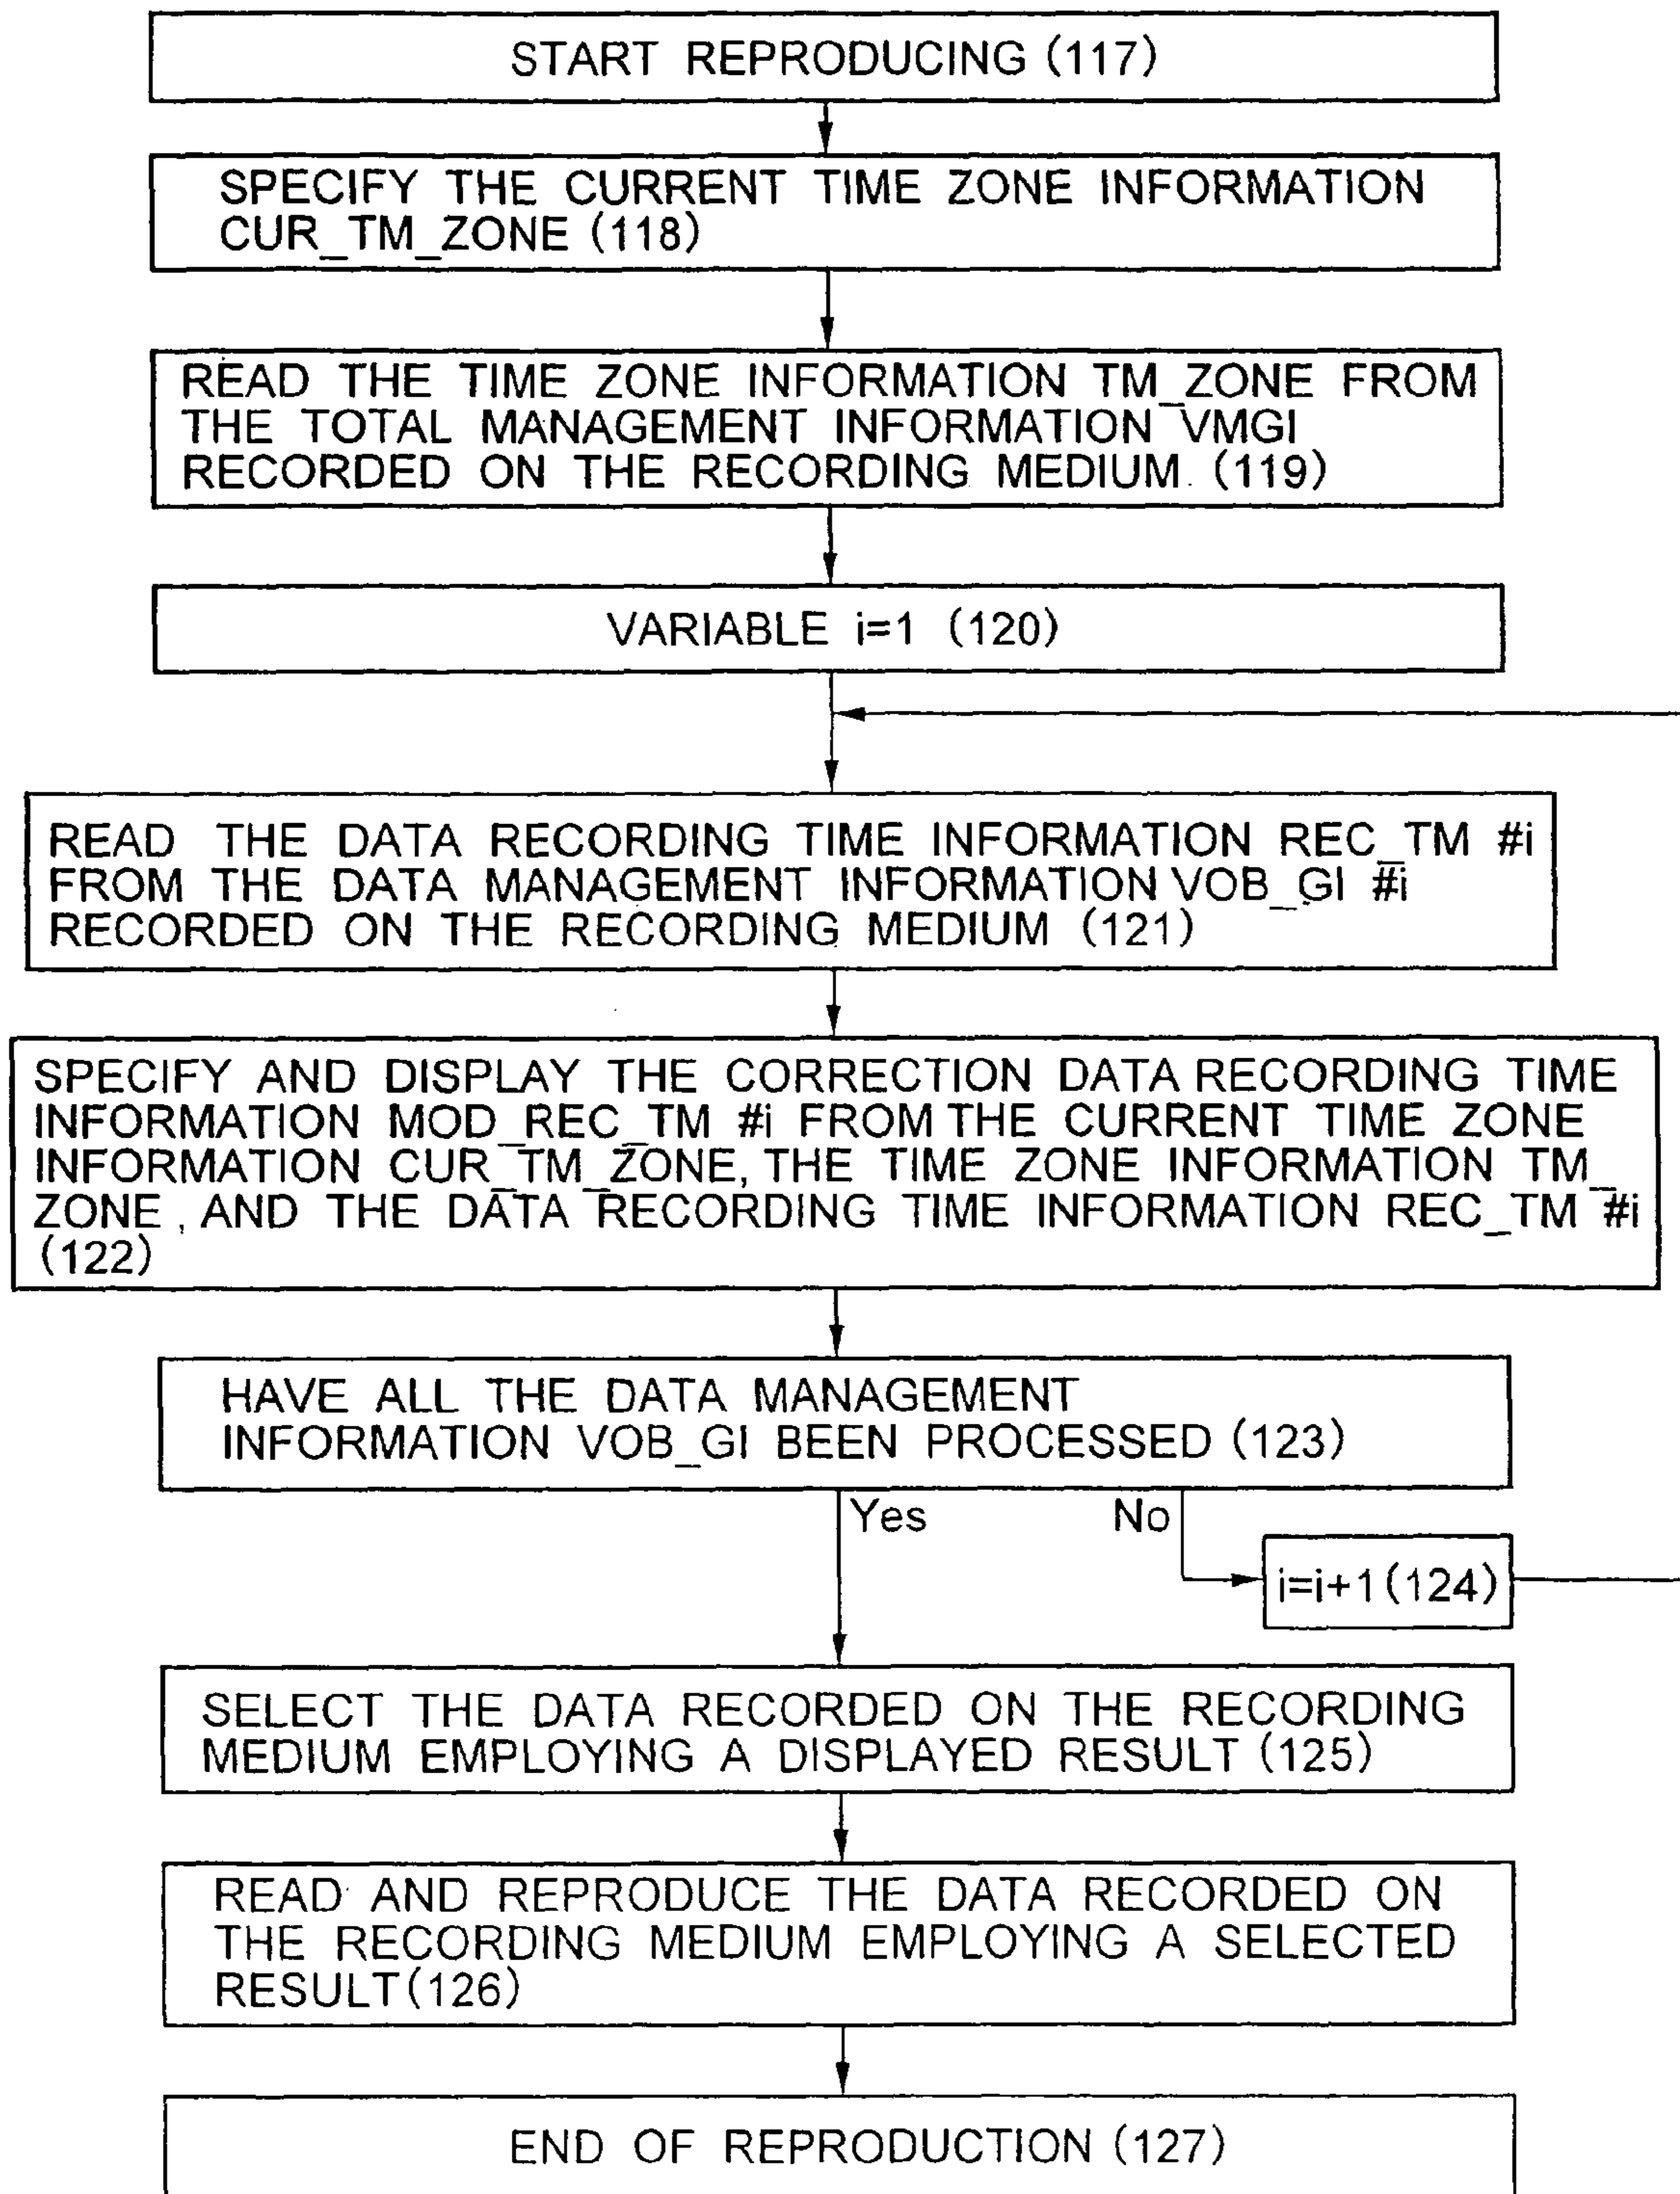 START REPRODUCING (117)
SPECIFY THE CURRENT TIME ZONE INFORMATION
CUR_TM_ZONE (118)
READ THE TIME ZONE INFORMATION TM_ZONE FROM
THE TOTAL MANAGEMENT INFORMATION VMGI
RECORDED ON THE RECORDING MEDIUM. (119)
VARIABLE i=1 (120)
READ THE DATA RECORDING TIME INFORMATION REC_TM #i
FROM THE DATA MANAGEMENT INFORMATION VOB_GI #i
RECORDED ON THE RECORDING MEDIUM (121)
SPECIFY AND DISPLAY THE CORRECTION DATA RECORDING TIME
INFORMATION MOD_REC_TM #i FROM THE CURRENT TIME ZONE
INFORMATION CUR_TM_ZONE, THE TIME ZONE INFORMATION TM_
ZONE, AND THE DATA RECORDING TIME INFORMATION REC_TM #i
(122)
HAVE ALL THE DATA MANAGEMENT
INFORMATION VOB_GI BEEN PROCESSED (123)
Yes No
i=i+1 (124)
SELECT THE DATA RECORDED ON THE RECORDING
MEDIUM EMPLOYING A DISPLAYED RESULT (125)
READ AND REPRODUCE THE DATA RECORDED ON
THE RECORDING MEDIUM EMPLOYING A SELECTED
RESULT (126)
END OF REPRODUCTION (127)